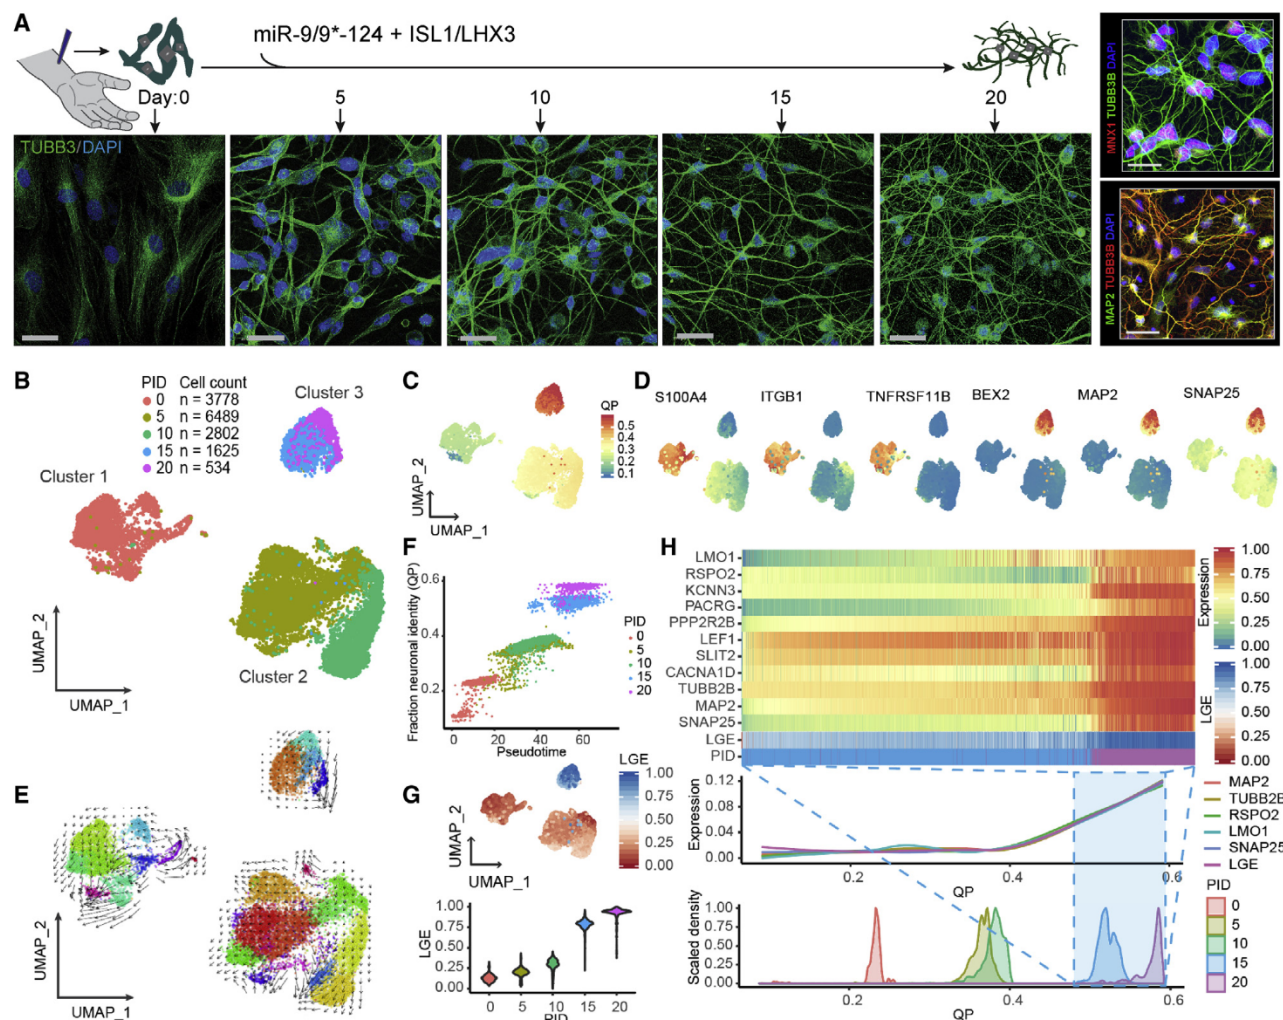 A
miR-9/9*-124 + ISL1/LHX3
Day:0 5 10 15 20
TUBB3/DAPI
MNX1 TUBB3B DAPI
MAP2 TUBB3B DAPI
B
PID Cell count
0 n = 3778
5 n = 6489
10 n = 2802
15 n = 1625
20 n = 534
Cluster 1
Cluster 2
Cluster 3
UMAP_2
UMAP_1
C
QP
0.5
0.4
0.3
0.2
0.1
UMAP_2
UMAP_1
D
S100A4 ITGB1 TNFRSF11B BEX2 MAP2 SNAP25
E
UMAP_2
UMAP_1
F
Fraction neuronal identity (QP)
0.6
0.4
0.2
0 20 40 60
Pseudotime
PID
0
5
10
15
20
G
LGE
1.00
0.75
0.50
0.25
0.00
UMAP_2
UMAP_1
LGE
1.00
0.75
0.50
0.25
0.00
0 5 10 15 20
PID
H
LMO1
RSPO2
KCNN3
PACRG
PPP2R2B
LEF1
SLIT2
CACNA1D
TUBB2B
MAP2
SNAP25
LGE
PID
Expression
1.00
0.75
0.50
0.25
0.00
LGE
1.00
0.75
0.50
0.25
0.00
Expression
0.12
0.08
0.04
0.00
0.2 0.4 0.6
QP
MAP2
TUBB2B
RSPO2
LMO1
SNAP25
LGE
Scaled density
1.00
0.75
0.50
0.25
0.00
0.2 0.4 0.6
QP
PID
0
5
10
15
20